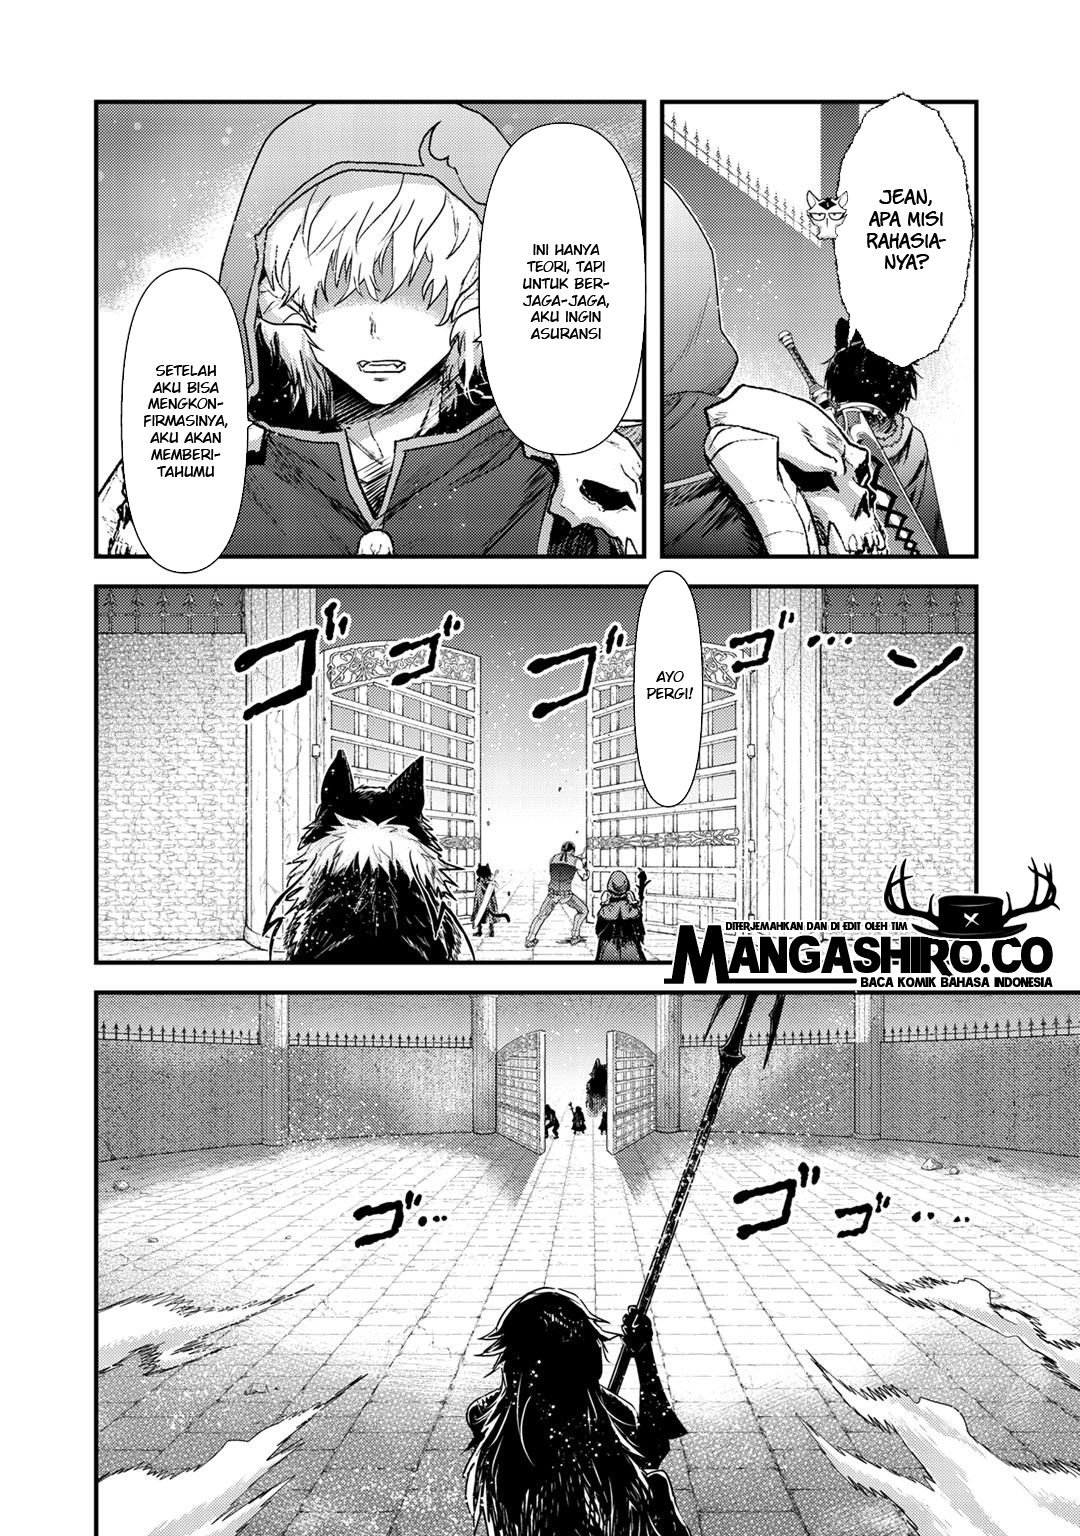 JEAN,
APA MISI
RAHASIA-
NYA?
INI HANYA
TEORI, TAPI
UNTUK BER-
JAGA-JAGA,
AKU INGIN
ASURANSI
SETELAH
AKU BISA
MENGKON-
FIRMASINYA,
AKU AKAN
MEMBERI-
TAHUMU
AYO
PERGI!
ゴゴゴゴ…ン
DITERJEMAHKAN DAN DI EDIT OLEH TIM
MANGASHIRO.CO
BACA KOMIK BAHASA INDONESIA
ゴゴ…
ゴ…